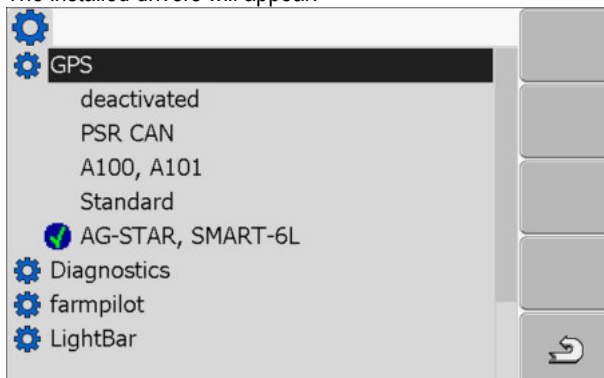 The installed drivers will appear:
GPS
deactivated
PSR CAN
A100, A101
Standard
AG-STAR, SMART-6L
Diagnostics
farmpilot
LightBar